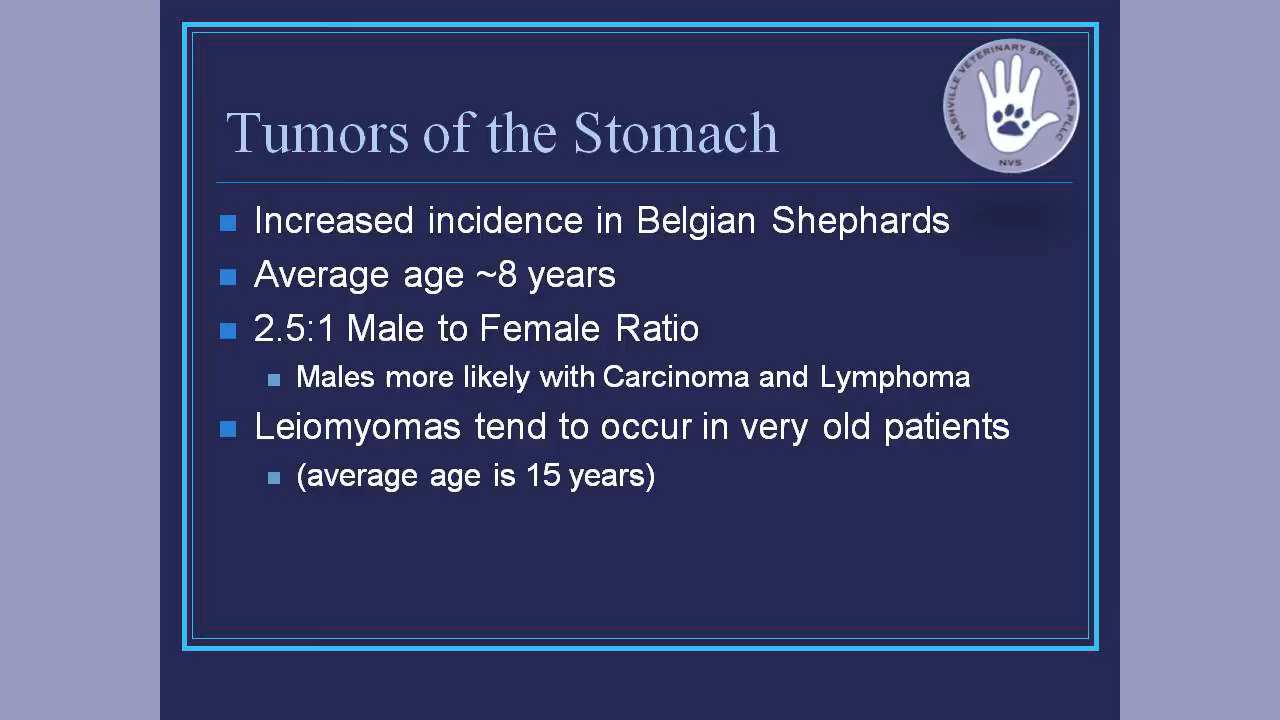 NASHVILLE VETERINARY SPECIALISTS, PLLC
NVS
Tumors of the Stomach
Increased incidence in Belgian Shephards
Average age ~8 years
2.5:1 Male to Female Ratio
Males more likely with Carcinoma and Lymphoma
Leiomyomas tend to occur in very old patients
(average age is 15 years)